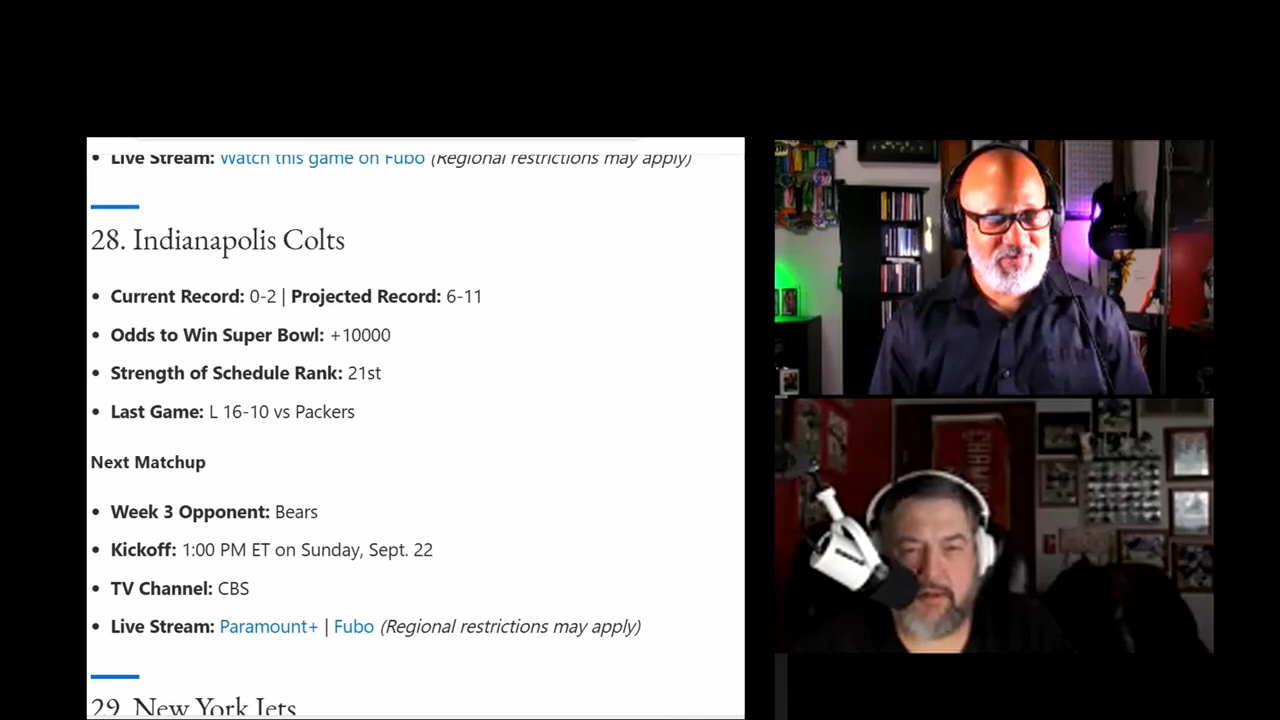 • Live Stream: Watch this game on Fubo (Regional restrictions may apply)
28. Indianapolis Colts
• Current Record: 0-2 | Projected Record: 6-11
• Odds to Win Super Bowl: +10000
• Strength of Schedule Rank: 21st
• Last Game: L 16-10 vs Packers
Next Matchup
• Week 3 Opponent: Bears
• Kickoff: 1:00 PM ET on Sunday, Sept. 22
• TV Channel: CBS
• Live Stream: Paramount+ | Fubo (Regional restrictions may apply)
29. New York Jets
CHAMP